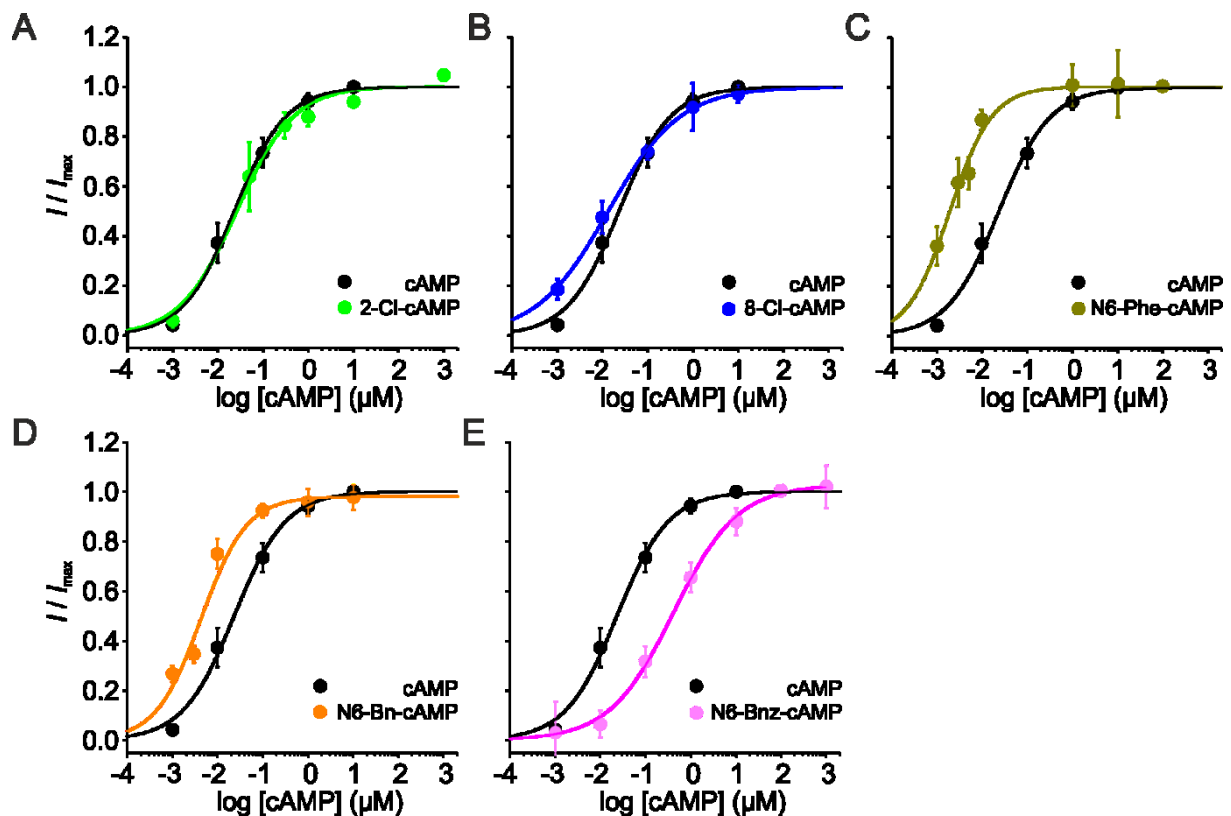 A
B
C
1.2
1.0
0.8
0.6
0.4
0.2
0.0
I / Imax
cAMP
2-Cl-cAMP
-4 -3 -2 -1 0 1 2 3
log [cAMP] (µM)
cAMP
8-Cl-cAMP
-4 -3 -2 -1 0 1 2 3
log [cAMP] (µM)
cAMP
N6-Phe-cAMP
-4 -3 -2 -1 0 1 2 3
log [cAMP] (µM)
D
E
1.2
1.0
0.8
0.6
0.4
0.2
0.0
I / Imax
cAMP
N6-Bn-cAMP
-4 -3 -2 -1 0 1 2 3
log [cAMP] (µM)
cAMP
N6-Bnz-cAMP
-4 -3 -2 -1 0 1 2 3
log [cAMP] (µM)